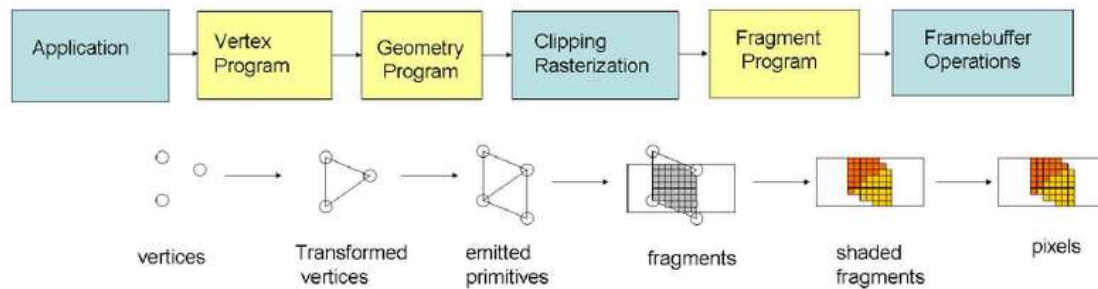 Application
Vertex
Program
Geometry
Program
Clipping
Rasterization
Fragment
Program
Framebuffer
Operations
vertices
Transformed
vertices
emitted
primitives
fragments
shaded
fragments
pixels